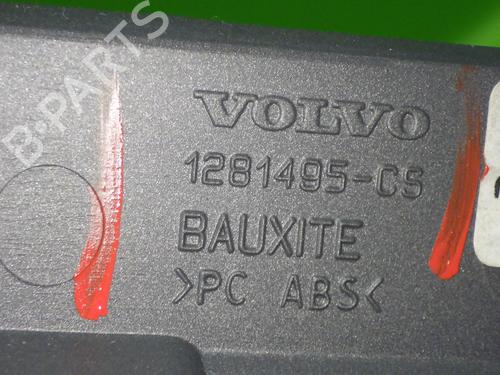 B-PARTS
VOLVO
1281495-CS
BAUXITE
>PC ABS<